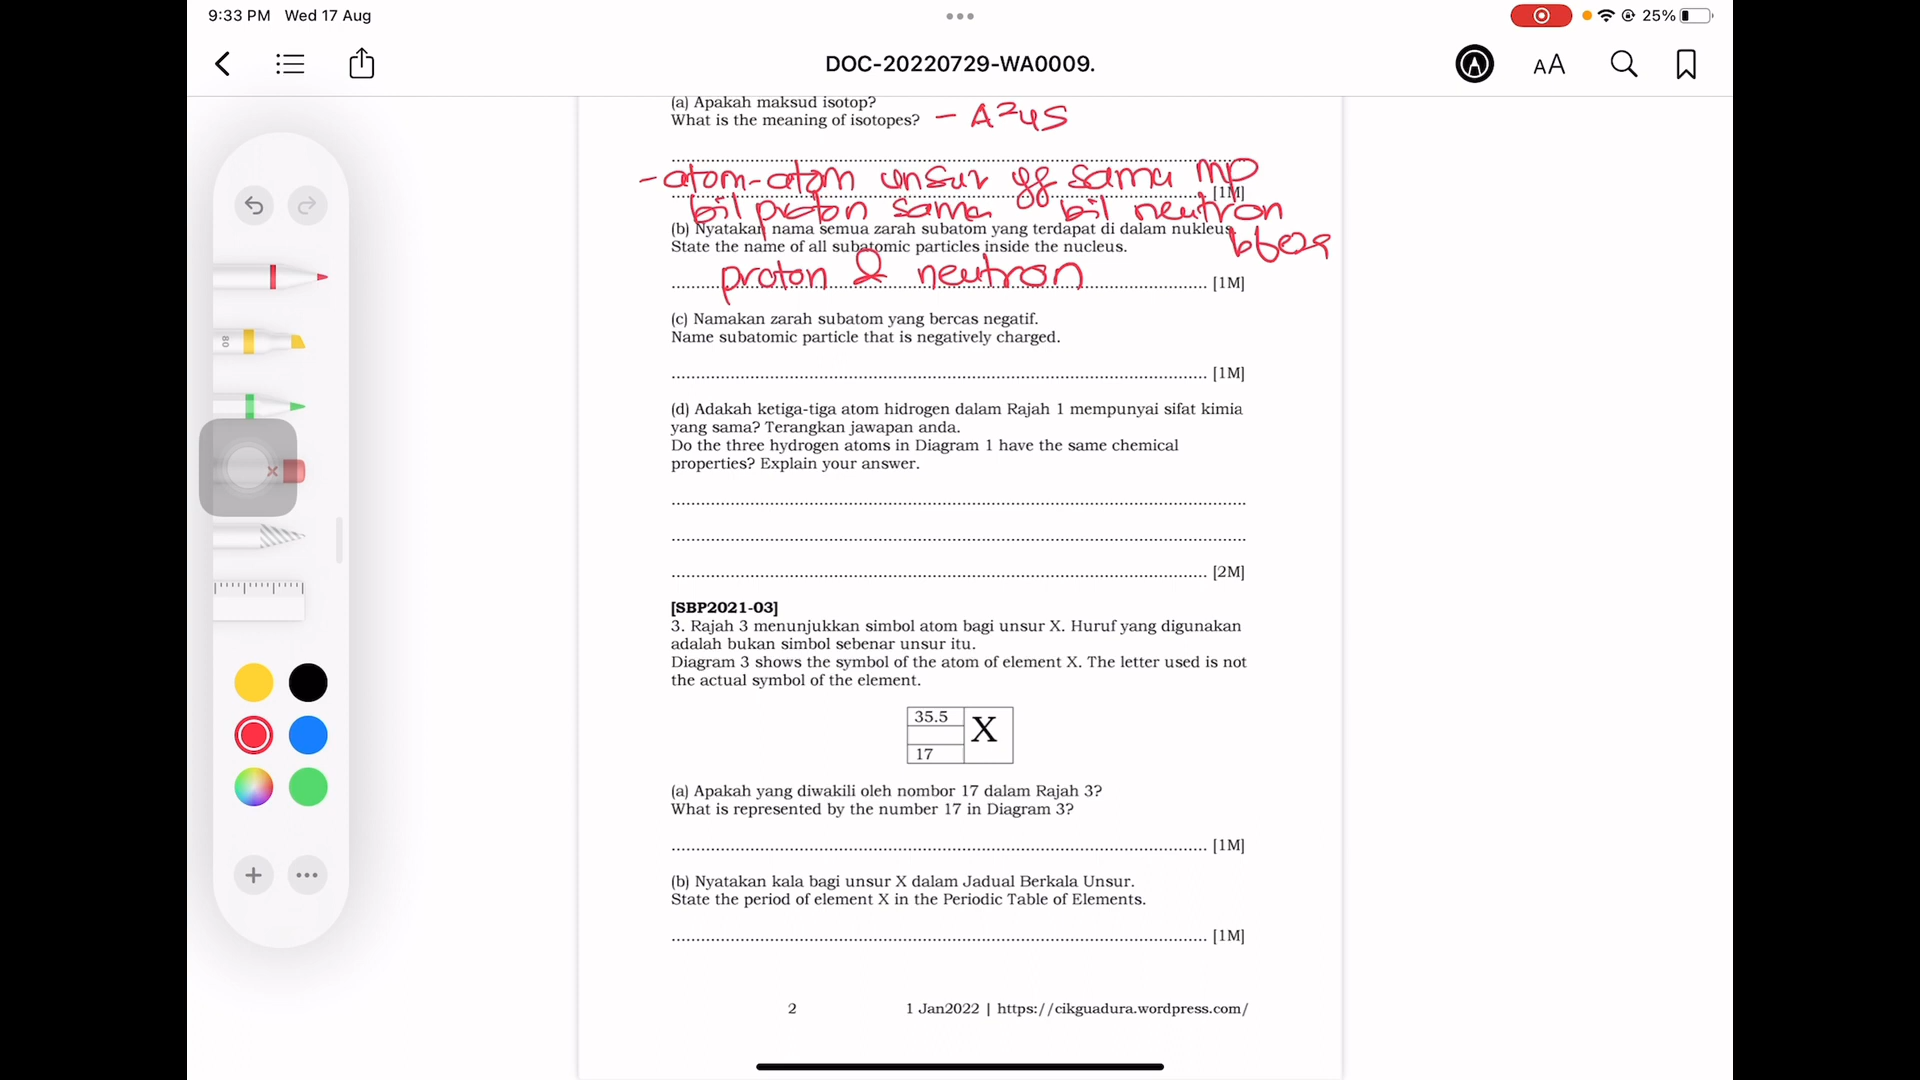 9:33 PM Wed 17 Aug
25%
DOC-20220729-WA0009.
AA
(a) Apakah maksud isotop?
What is the meaning of isotopes? - A²US
[1M]
- atom-atom unsur yg sama mp
bil proton sama bil neutron
bbeza
(b) Nyatakan nama semua zarah subatom yang terdapat di dalam nukleus.
State the name of all subatomic particles inside the nucleus.
proton & neutron
[1M]
(c) Namakan zarah subatom yang bercas negatif.
Name subatomic particle that is negatively charged.
[1M]
(d) Adakah ketiga-tiga atom hidrogen dalam Rajah 1 mempunyai sifat kimia
yang sama? Terangkan jawapan anda.
Do the three hydrogen atoms in Diagram 1 have the same chemical
properties? Explain your answer.
[2M]
[SBP2021-03]
3. Rajah 3 menunjukkan simbol atom bagi unsur X. Huruf yang digunakan
adalah bukan simbol sebenar unsur itu.
Diagram 3 shows the symbol of the atom of element X. The letter used is not
the actual symbol of the element.
35.5
X
17
(a) Apakah yang diwakili oleh nombor 17 dalam Rajah 3?
What is represented by the number 17 in Diagram 3?
[1M]
(b) Nyatakan kala bagi unsur X dalam Jadual Berkala Unsur.
State the period of element X in the Periodic Table of Elements.
[1M]
2
1 Jan2022 | https://cikguadura.wordpress.com/
80